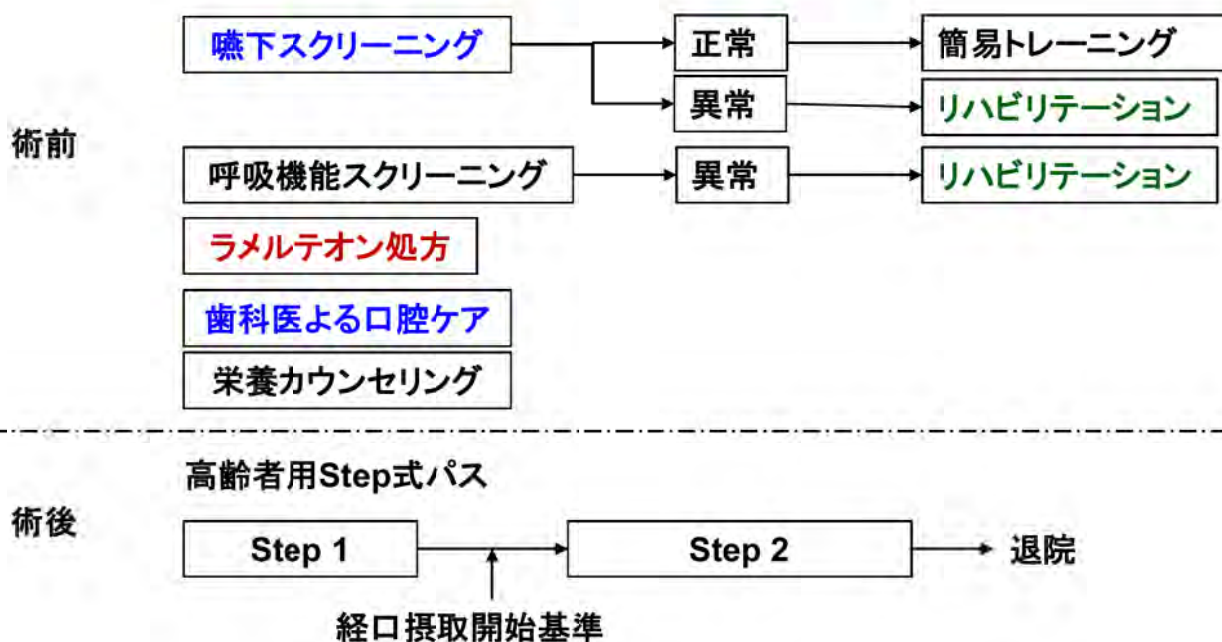 嚥下スクリーニング
正常
簡易トレーニング
異常
リハビリテーション
術前
呼吸機能スクリーニング
異常
リハビリテーション
ラメルテオン処方
歯科医よる口腔ケア
栄養カウンセリング
高齢者用Step式パス
術後
Step 1
Step 2
退院
経口摂取開始基準